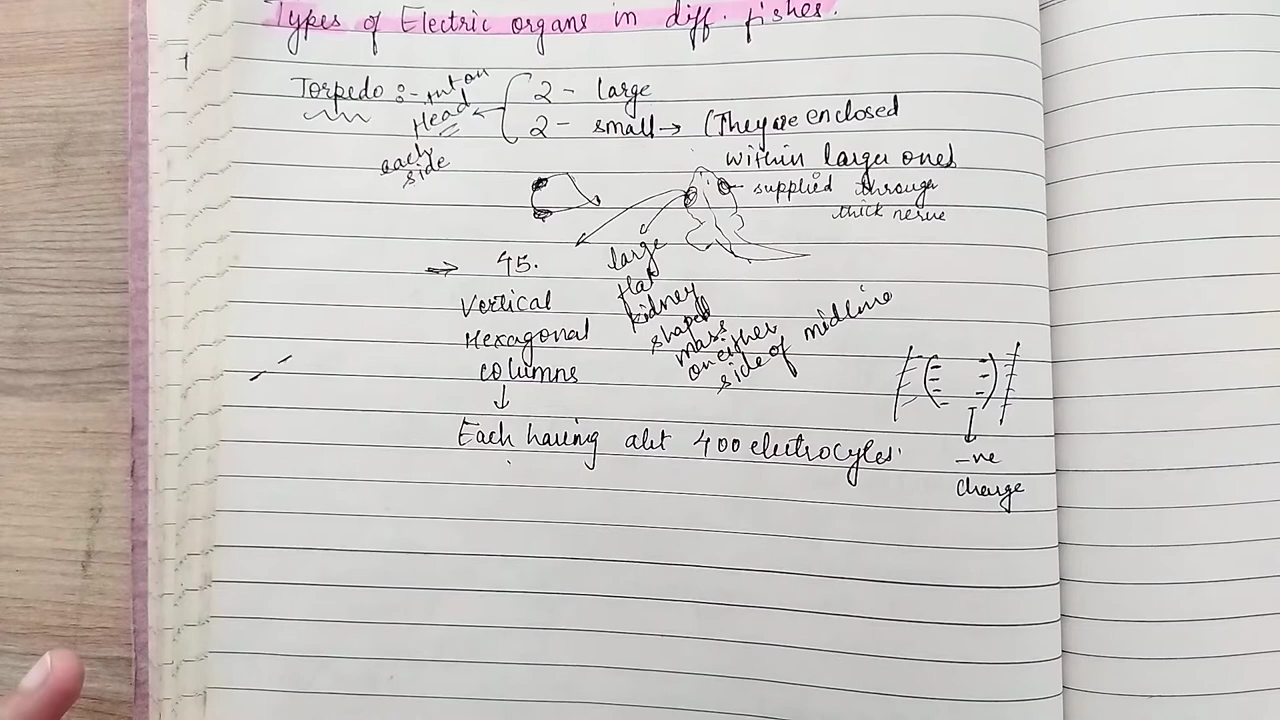 Types of Electric organs in diff. fishes.
Torpedo :-
Head
each
side
2 - large
2 - small → (They are enclosed
within larger ones
supplied through
thick nerve
⇒ 45.
Vertical
Hexagonal
columns
↓
large
flat
kidney
shaped
mass
on either
side of midline
Each having abt 400 electrocytes.
-ve
charge